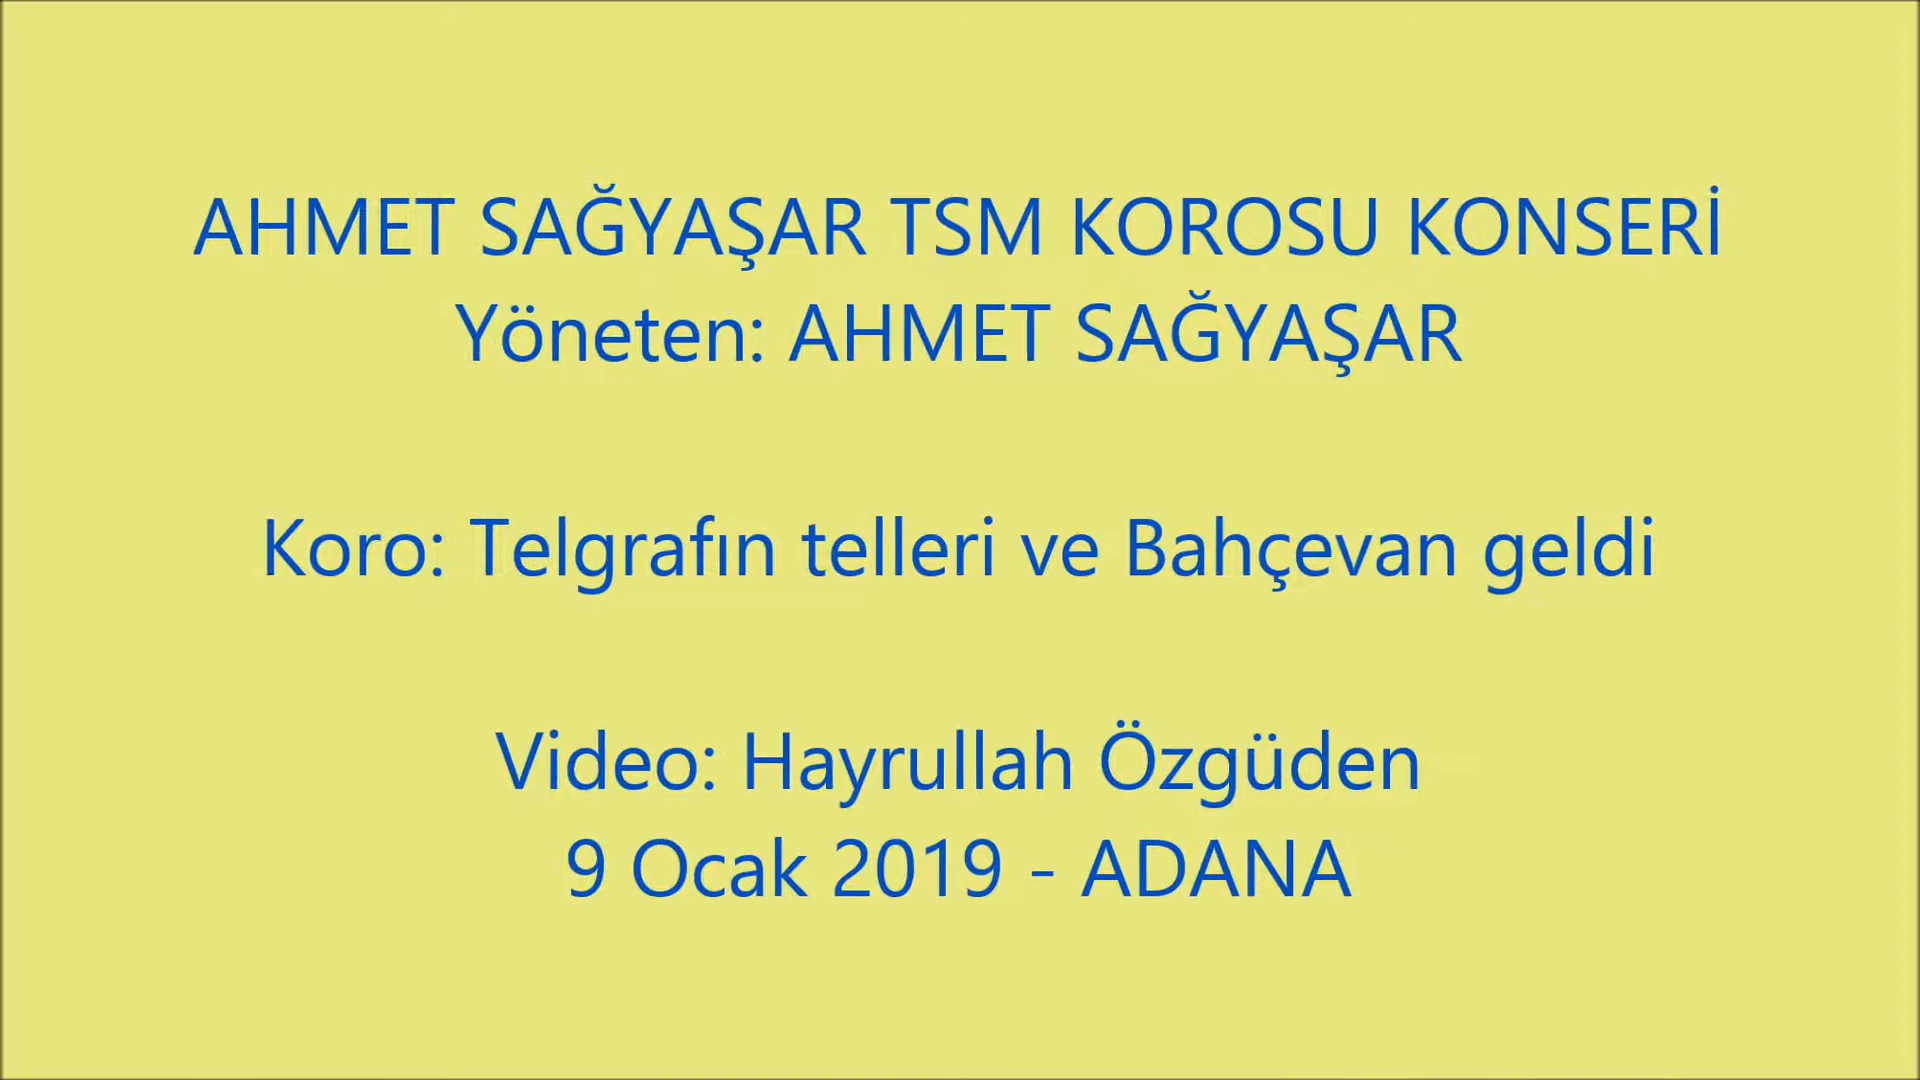 AHMET SAĞYAŞAR TSM KOROSU KONSERİ
Yöneten: AHMET SAĞYAŞAR
Koro: Telgrafın telleri ve Bahçevan geldi
Video: Hayrullah Özgüden
9 Ocak 2019 - ADANA